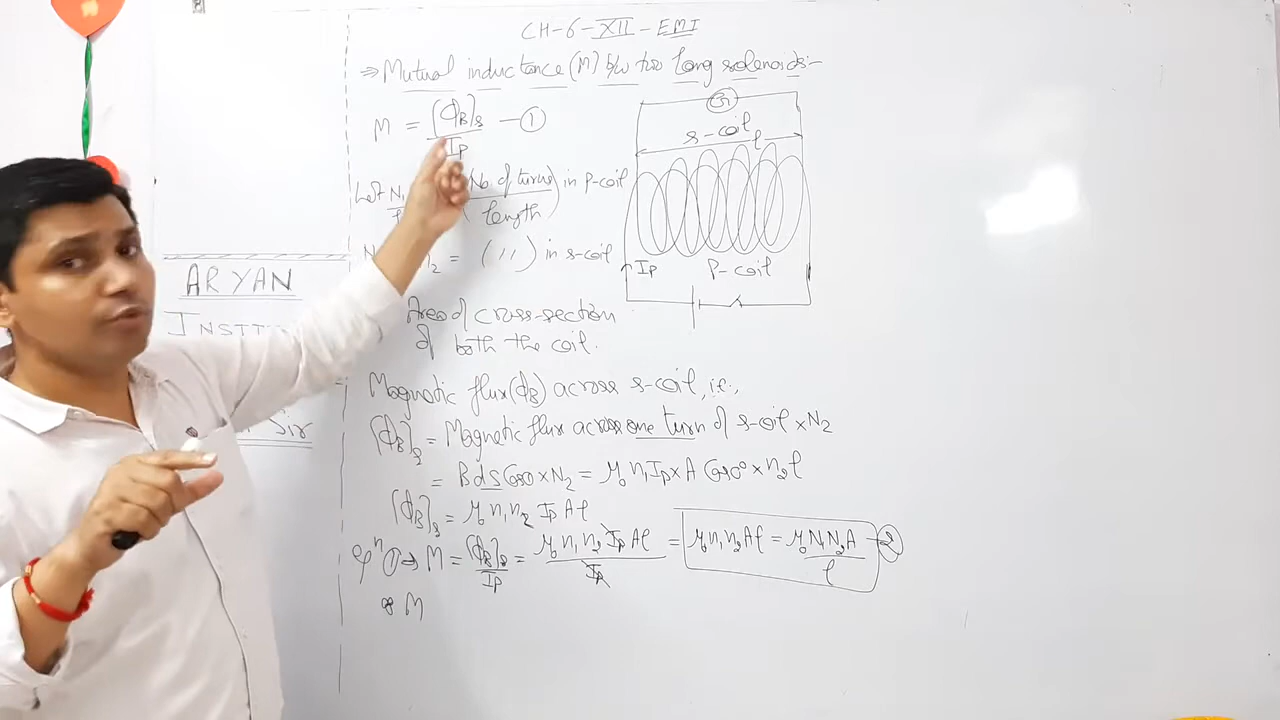 CH-6-XII-EMI
⇒ Mutual inductance (M) b/w two long solenoids:-
M = [ϕB]s / Ip — ①
Let N1 No. of turns / length in P-coil
N 2 = ( '' ) in s-coil
Area of cross-section
of both the coil.
Magnetic flux (ϕB) across s-coil, i.e.,
[ϕB]s = Magnetic flux across one turn of s-coil × N2
= B ds Cos0 × N2 = μ0 n1 Ip × A Cos0° × n2 l
[ϕB]s = μ0 n1 n2 Ip A l
eqn ① ⇒ M = [ϕB]s / Ip = μ0 n1 n2 Ip A l / Ip = μ0 n1 n2 A l = μ0 N1 N2 A / l — ②
or M
G
s-coil
l
Ip P-coil
ARYAN
Sir